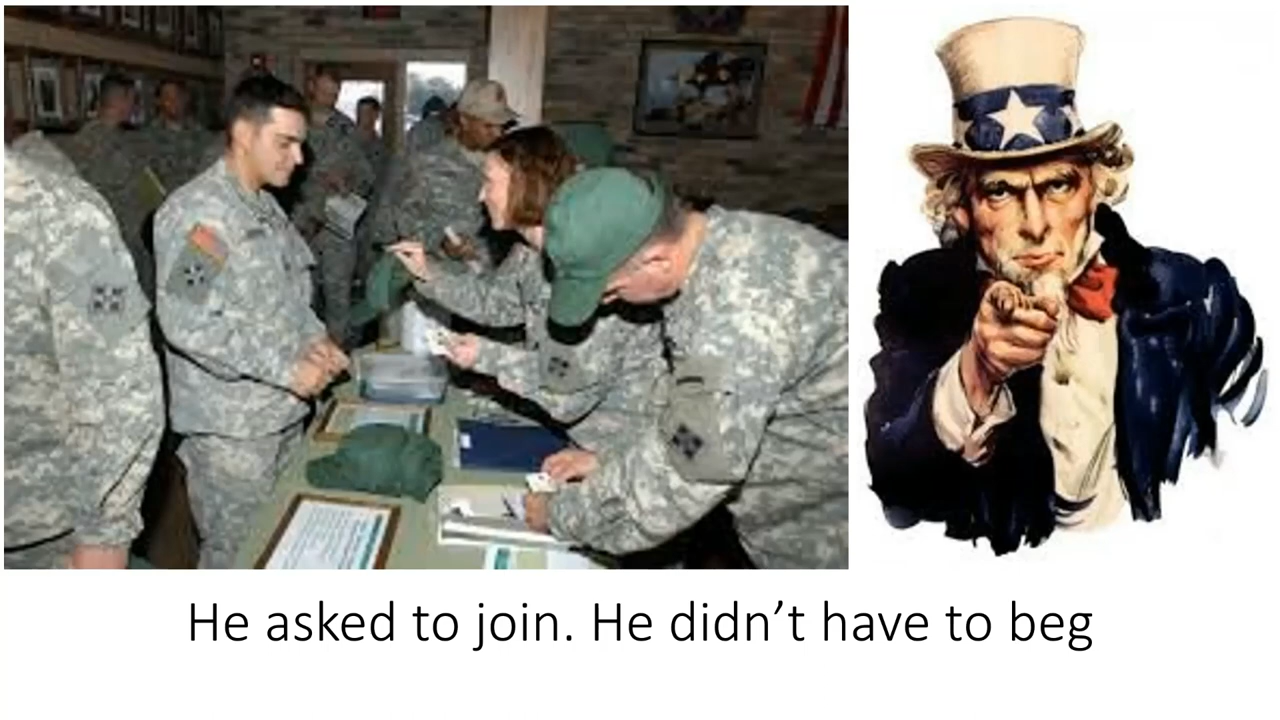 He asked to join. He didn’t have to beg